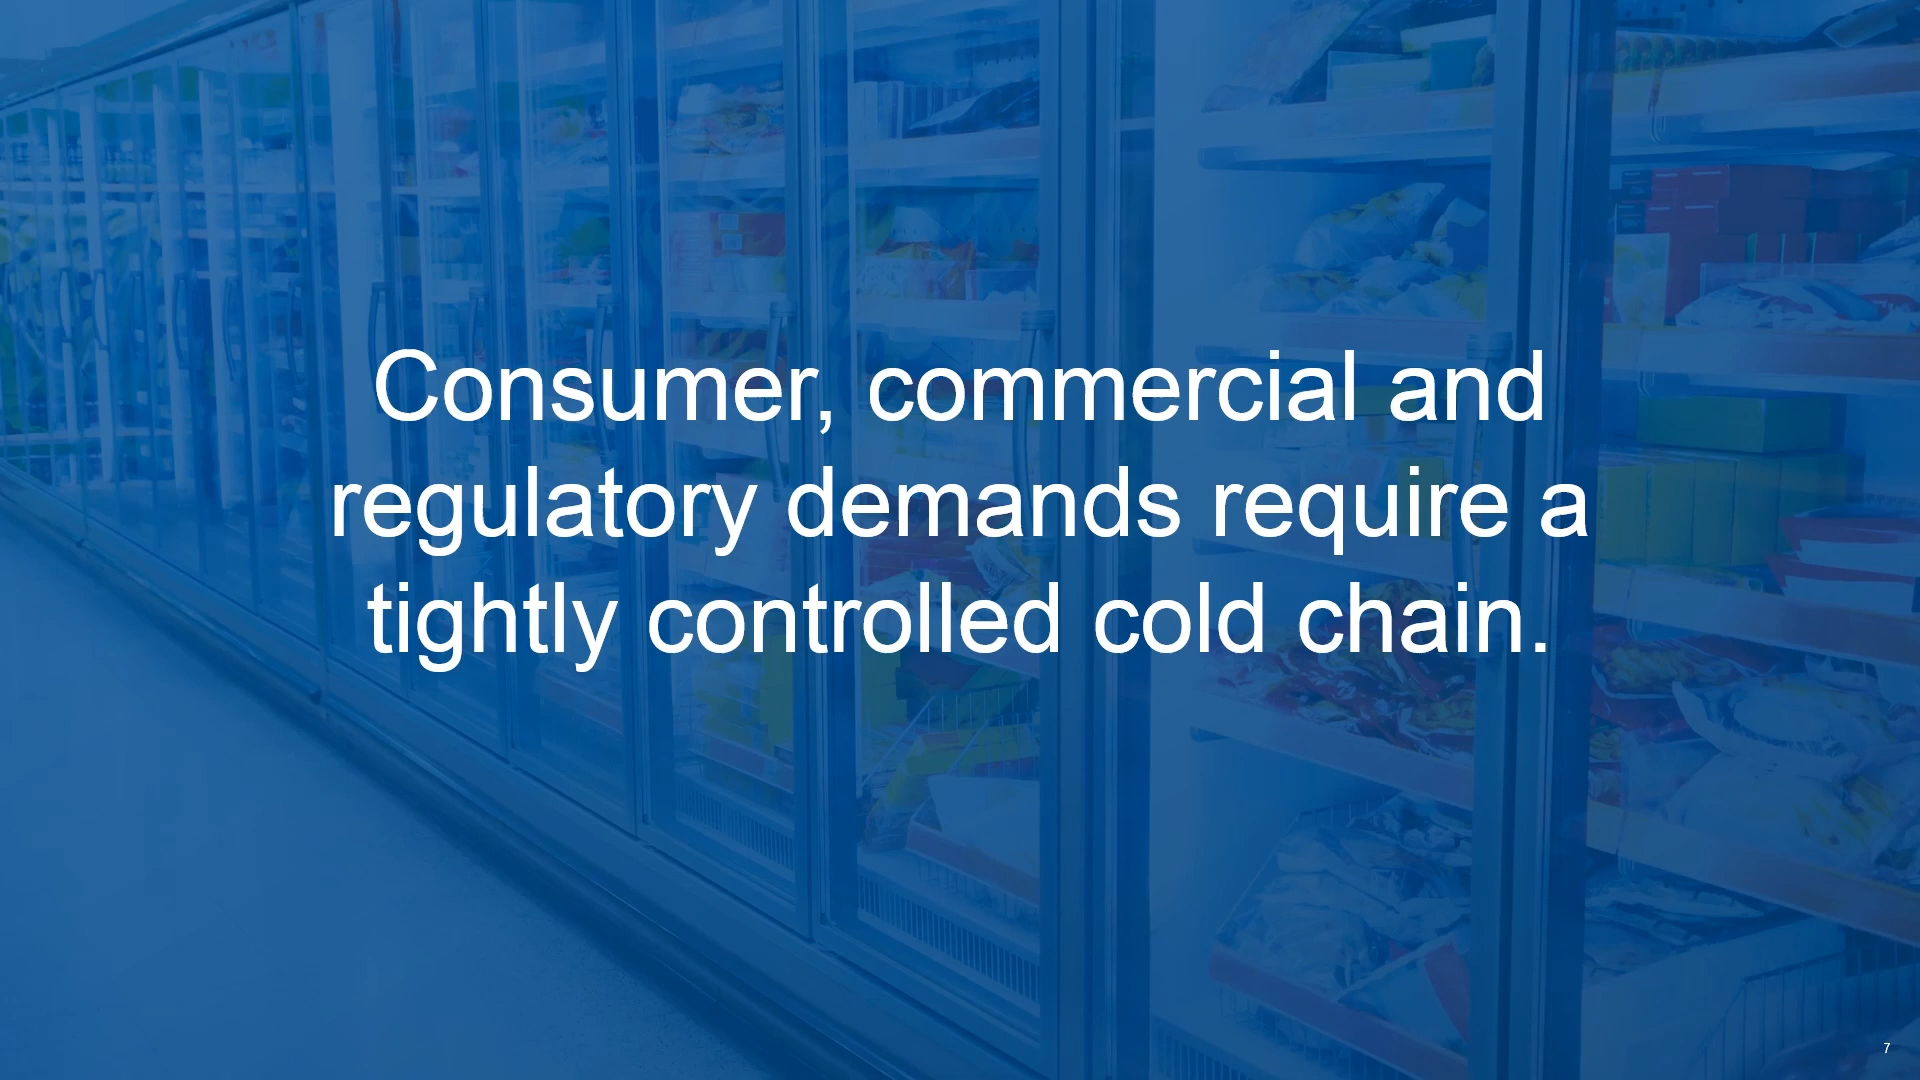 Consumer, commercial and
regulatory demands require a
tightly controlled cold chain.
7